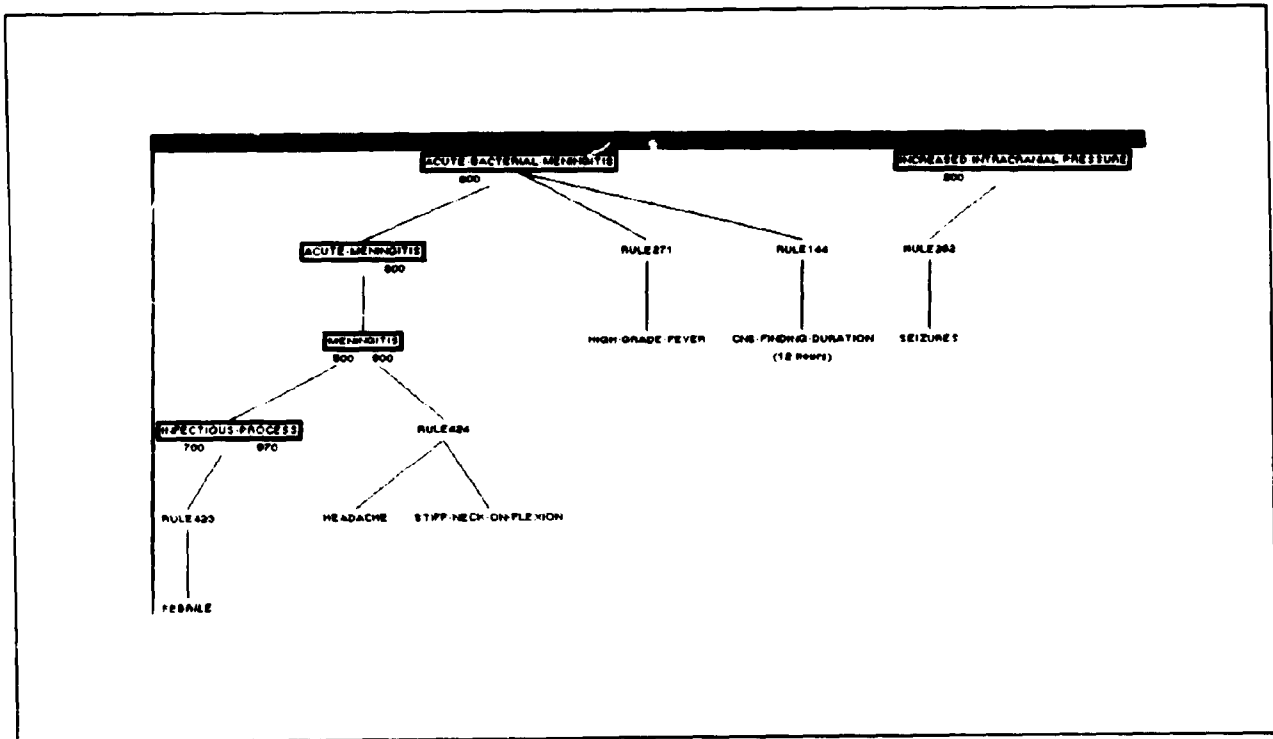 ACUTE-BACTERIAL-MENINGITIS INCREASED INTRACRANIAL PRESSURE
800 800
ACUTE-MENINGITIS RULE271 RULE144 RULE262
800
MENINGITIS HIGH-GRADE-FEVER CNS-FINDING-DURATION SEIZURES
800 800 (12 hours)
INFECTIOUS-PROCESS RULE424
700 970
RULE423 HEADACHE STIFF-NECK-ON-FLEXION
FEBRILE